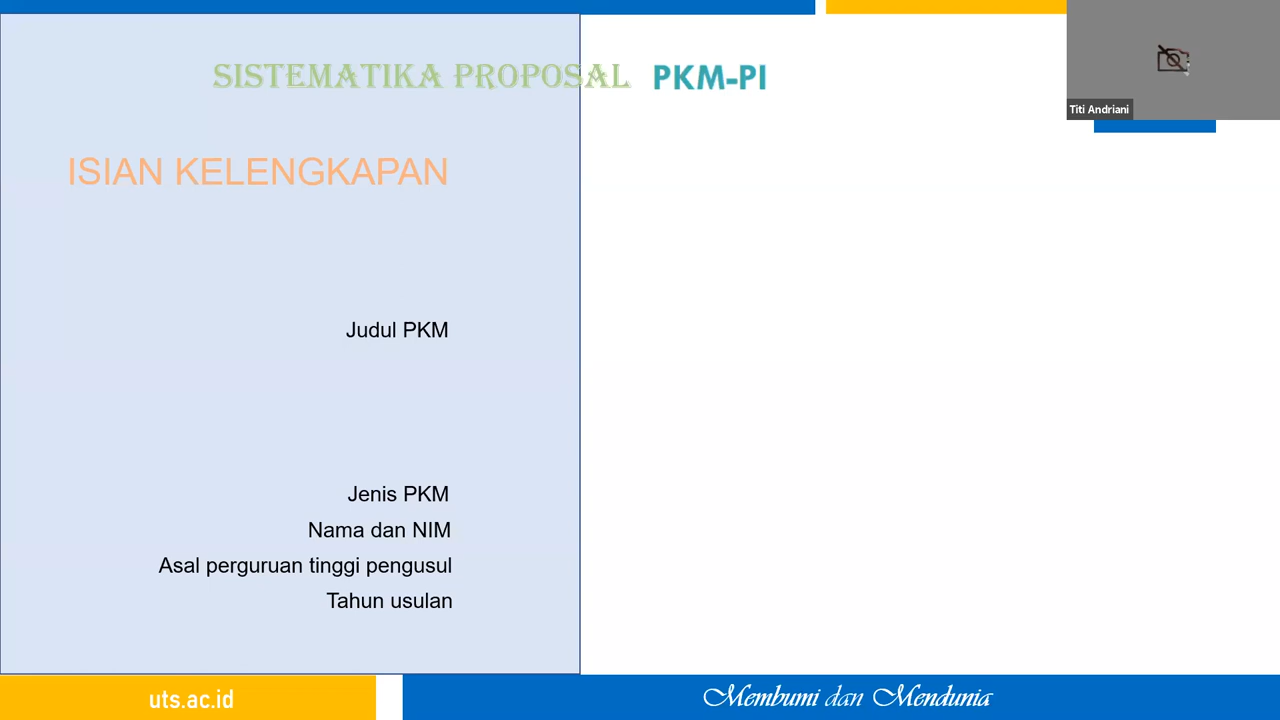 SISTEMATIKA PROPOSAL PKM-PI
Titi Andriani
ISIAN KELENGKAPAN
Judul PKM
Jenis PKM
Nama dan NIM
Asal perguruan tinggi pengusul
Tahun usulan
uts.ac.id
Membumi dan Mendunia